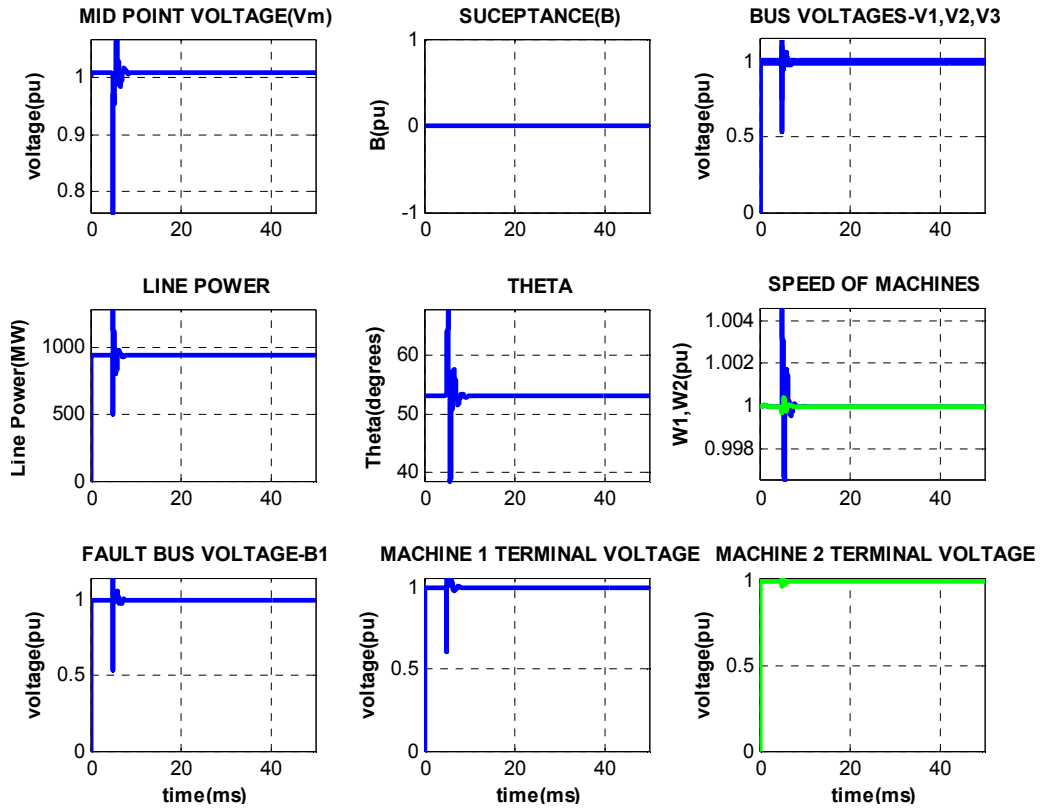 MID POINT VOLTAGE(Vm)
SUCEPTANCE(B)
BUS VOLTAGES-V1,V2,V3
voltage(pu)
1
0.9
0.8
0
20
40
B(pu)
1
0
-1
0
20
40
voltage(pu)
1
0.5
0
0
20
40
LINE POWER
THETA
SPEED OF MACHINES
Line Power(MW)
1000
500
0
0
20
40
Theta(degrees)
60
50
40
0
20
40
W1,W2(pu)
1.004
1.002
1
0.998
0
20
40
FAULT BUS VOLTAGE-B1
MACHINE 1 TERMINAL VOLTAGE
MACHINE 2 TERMINAL VOLTAGE
voltage(pu)
1
0.5
0
0
20
40
time(ms)
voltage(pu)
1
0.5
0
0
20
40
time(ms)
voltage(pu)
1
0.5
0
0
20
40
time(ms)